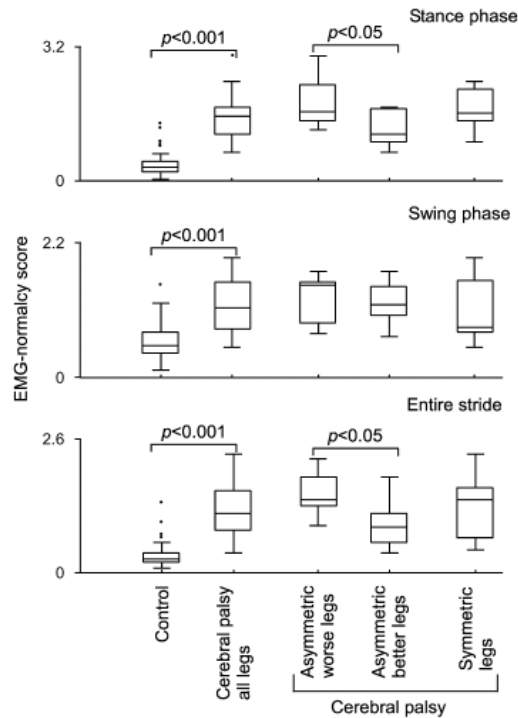 Stance phase
3.2
p<0.001
p<0.05
0
Swing phase
2.2
p<0.001
0
EMG-normalcy score
Entire stride
2.6
p<0.001
p<0.05
0
Control
Cerebral palsy
all legs
Asymmetric
worse legs
Asymmetric
better legs
Symmetric
legs
Cerebral palsy